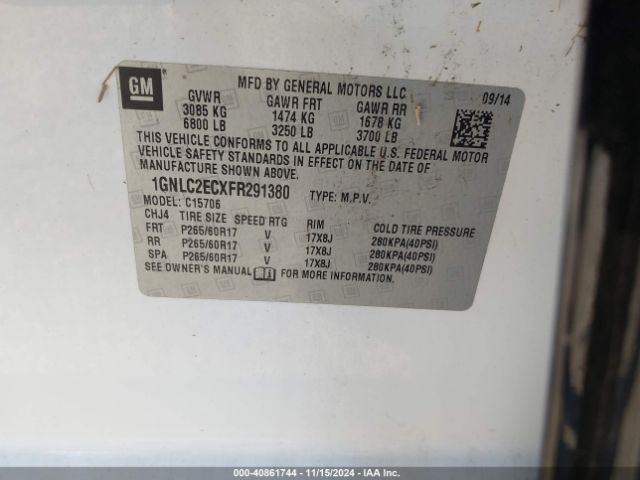 GM
MFD BY GENERAL MOTORS LLC
09/14
GVWR GAWR FRT GAWR RR
3085 KG 1474 KG 1678 KG
6800 LB 3250 LB 3700 LB
THIS VEHICLE CONFORMS TO ALL APPLICABLE U.S. FEDERAL MOTOR
VEHICLE SAFETY STANDARDS IN EFFECT ON THE DATE OF
MANUFACTURE SHOWN ABOVE.
1GNLC2ECXFR291380 TYPE: M.P.V.
MODEL: C15706
CHJ4 TIRE SIZE SPEED RTG RIM COLD TIRE PRESSURE
FRT P265/60R17 V 17X8J 280KPA(40PSI)
RR P265/60R17 V 17X8J 280KPA(40PSI)
SPA P265/60R17 V 17X8J 280KPA(40PSI)
SEE OWNER'S MANUAL FOR MORE INFORMATION.
000-40861744 - 11/15/2024 - IAA Inc.